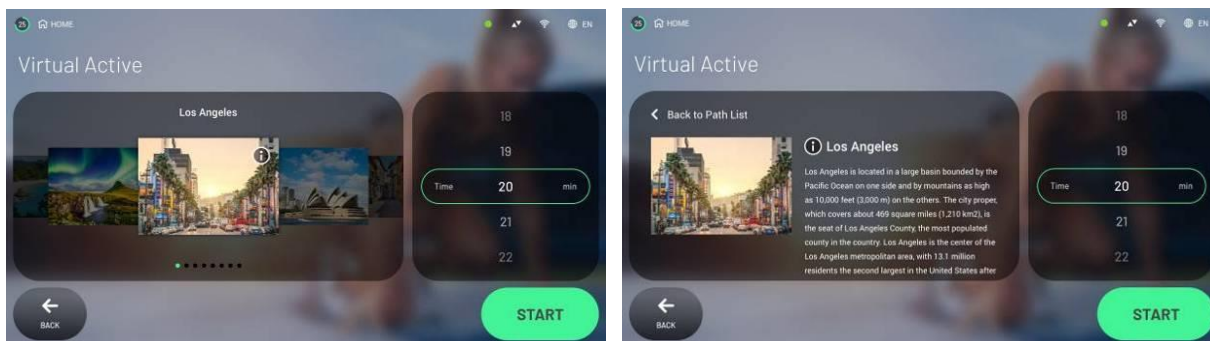 25 HOME EN
Virtual Active
Los Angeles
18
19
Time 20 min
21
22
BACK
START
25 HOME EN
Virtual Active
Back to Path List
Los Angeles
Los Angeles is located in a large basin bounded by the
Pacific Ocean on one side and by mountains as high
as 10,000 feet (3,000 m) on the others. The city proper,
which covers about 469 square miles (1,210 km2), is
the seat of Los Angeles County, the most populated
county in the country. Los Angeles is the center of the
Los Angeles metropolitan area, with 13.1 million
residents the second largest in the United States after
18
19
Time 20 min
21
22
BACK
START